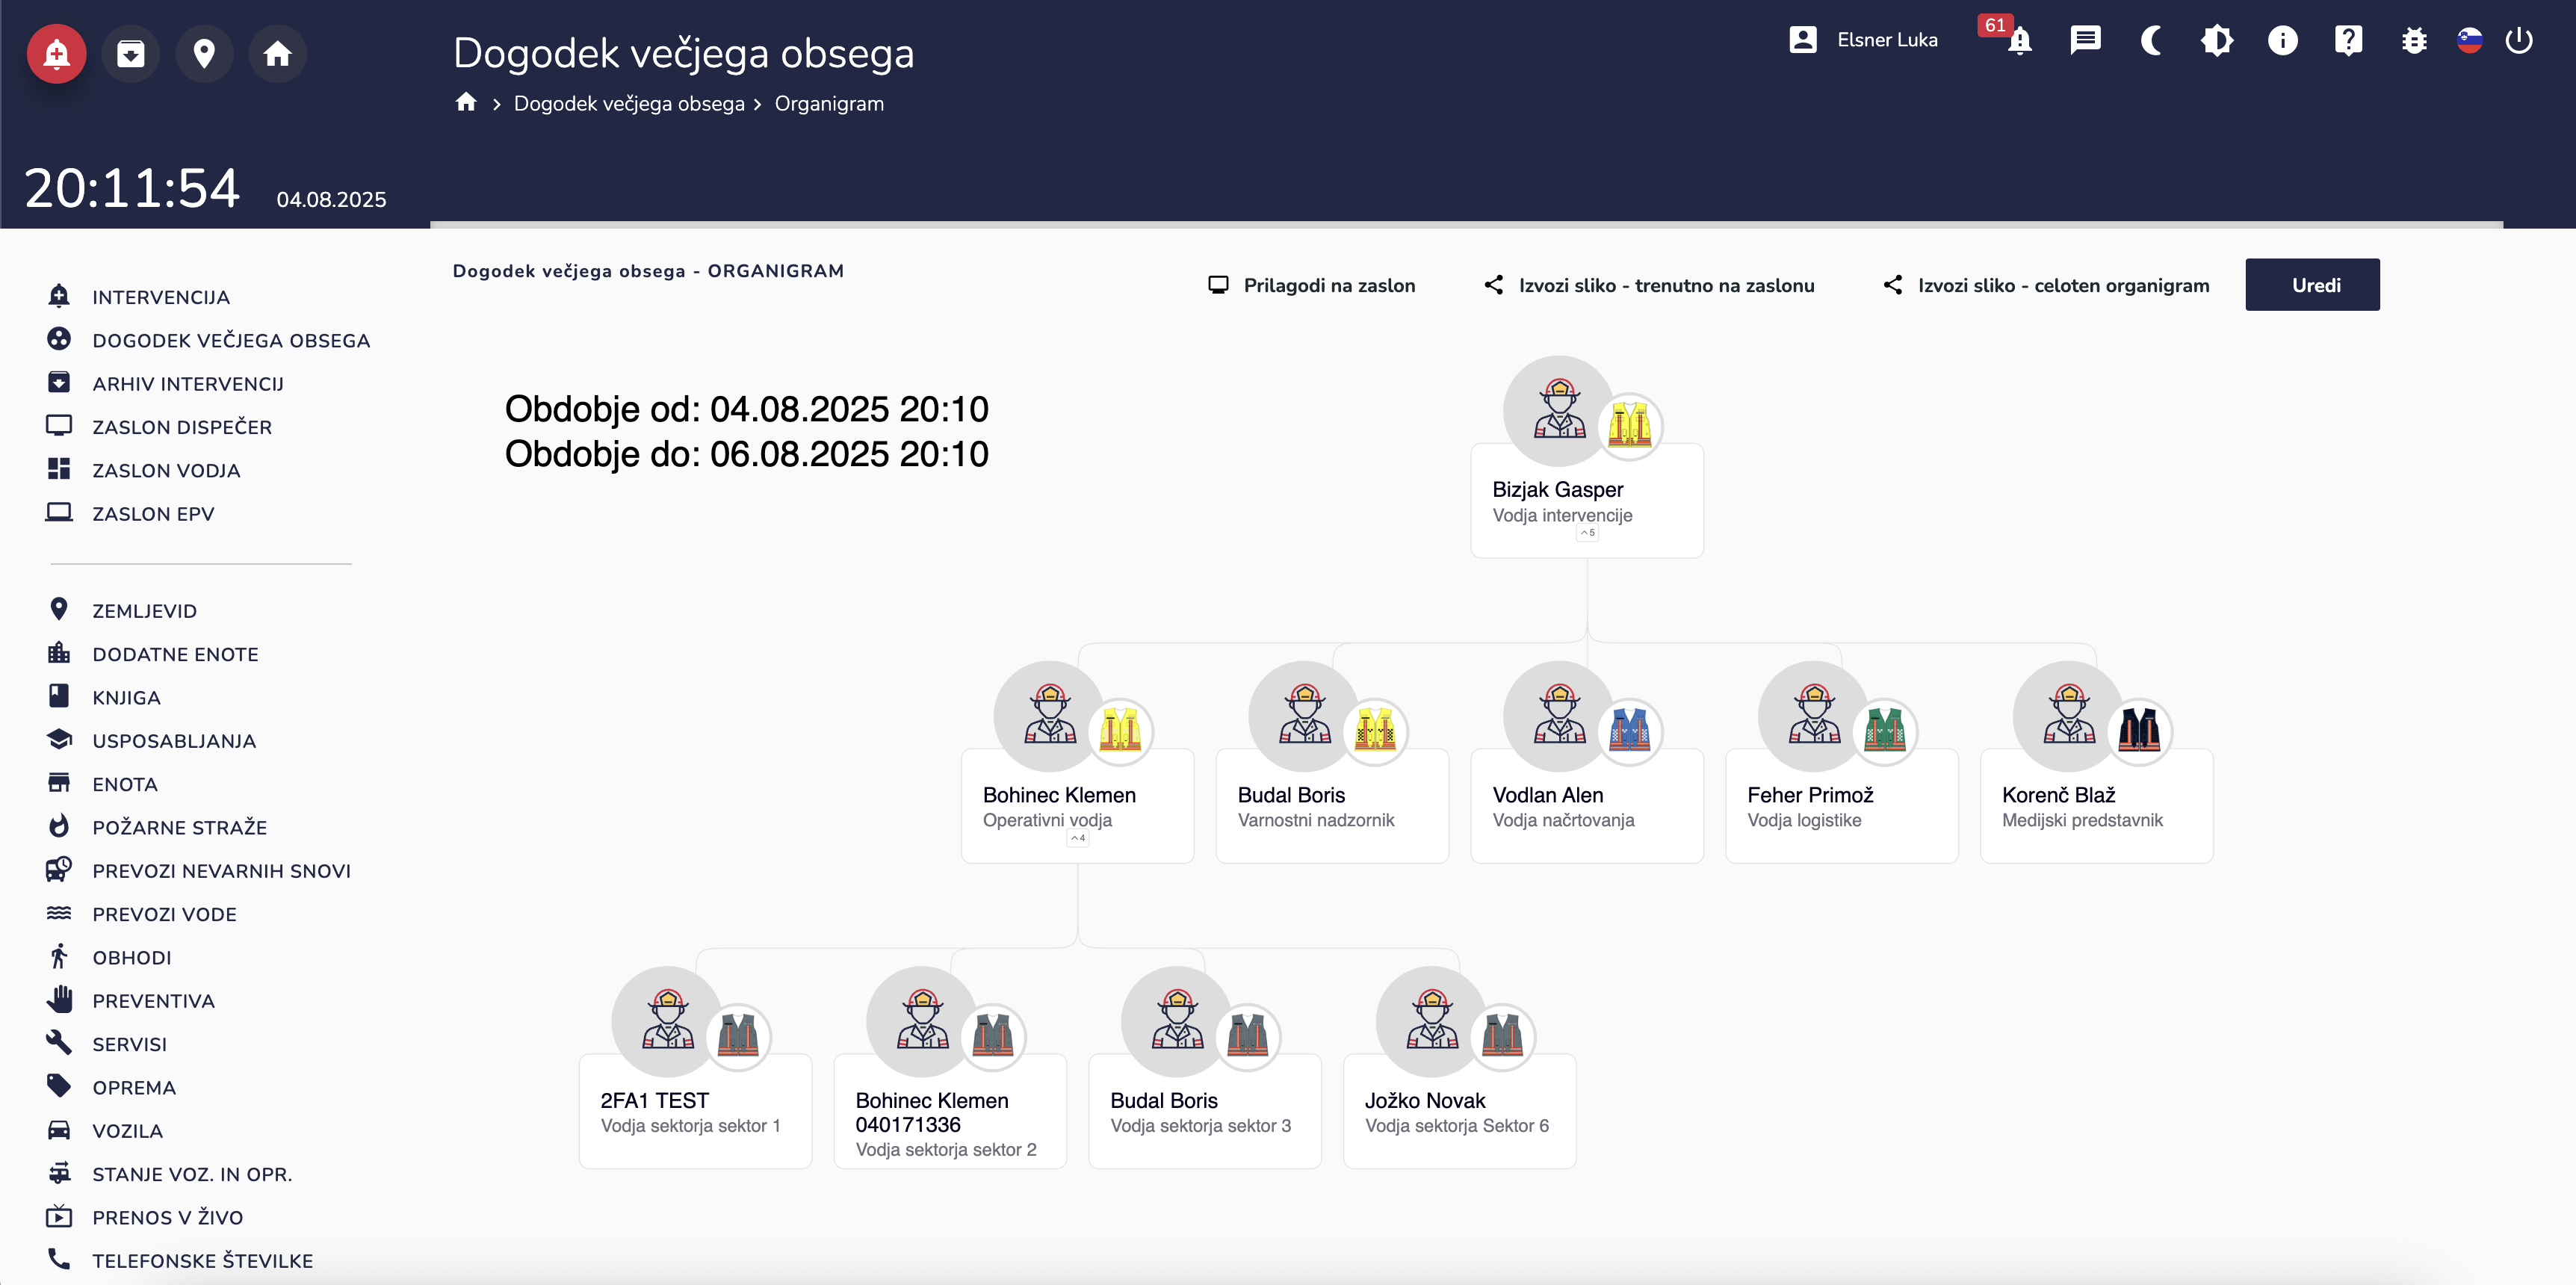 Dogodek večjega obsega
Elsner Luka
61
Dogodek večjega obsega
Organigram
20:11:54
04.08.2025
INTERVENCIJA
DOGODEK VEČJEGA OBSEGA
ARHIV INTERVENCIJ
ZASLON DISPEČER
ZASLON VODJA
ZASLON EPV
ZEMLJEVID
DODATNE ENOTE
KNJIGA
USPOSABLJANJA
ENOTA
POŽARNE STRAŽE
PREVOZI NEVARNIH SNOVI
PREVOZI VODE
OBHODI
PREVENTIVA
SERVISI
OPREMA
VOZILA
STANJE VOZ. IN OPR.
PRENOS V ŽIVO
TELEFONSKE ŠTEVILKE
Dogodek večjega obsega - ORGANIGRAM
Prilagodi na zaslon
Izvozi sliko - trenutno na zaslonu
Izvozi sliko - celoten organigram
Uredi
Obdobje od: 04.08.2025 20:10
Obdobje do: 06.08.2025 20:10
Bizjak Gasper
Vodja intervencije
5
Bohinec Klemen
Operativni vodja
4
Budal Boris
Varnostni nadzornik
Vodlan Alen
Vodja načrtovanja
Feher Primož
Vodja logistike
Korenč Blaž
Medijski predstavnik
2FA1 TEST
Vodja sektorja sektor 1
Bohinec Klemen
040171336
Vodja sektorja sektor 2
Budal Boris
Vodja sektorja sektor 3
Jožko Novak
Vodja sektorja Sektor 6